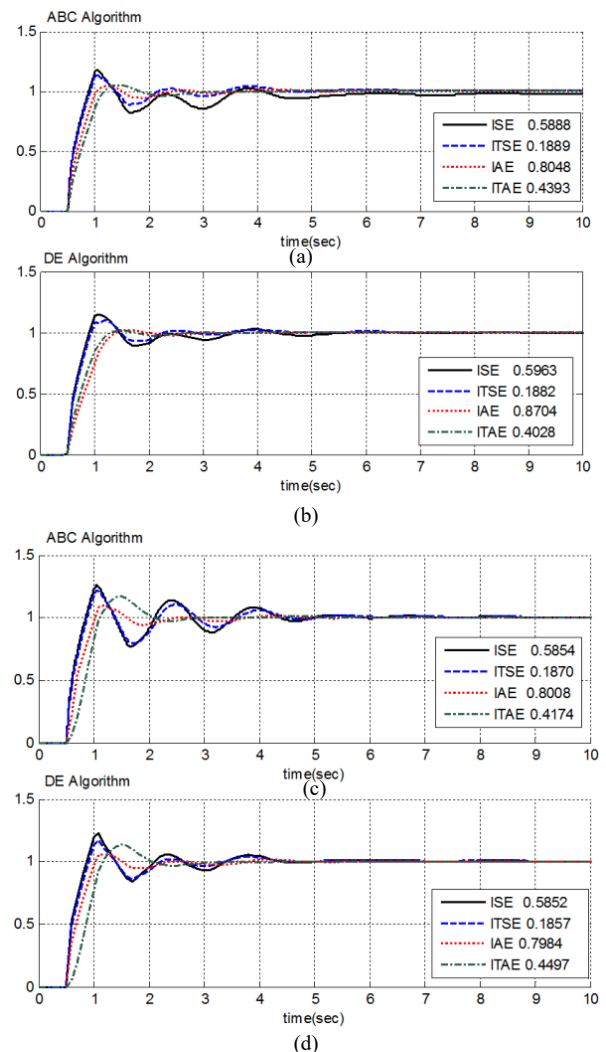 ABC Algorithm
1.5
1
0.5
0
ISE 0.5888
ITSE 0.1889
IAE 0.8048
ITAE 0.4393
0 1 2 3 4 5 6 7 8 9 10
time(sec)
(a)
DE Algorithm
1.5
1
0.5
0
ISE 0.5963
ITSE 0.1882
IAE 0.8704
ITAE 0.4028
0 1 2 3 4 5 6 7 8 9 10
time(sec)
(b)
ABC Algorithm
1.5
1
0.5
0
ISE 0.5854
ITSE 0.1870
IAE 0.8008
ITAE 0.4174
0 1 2 3 4 5 6 7 8 9 10
time(sec)
(c)
DE Algorithm
1.5
1
0.5
0
ISE 0.5852
ITSE 0.1857
IAE 0.7984
ITAE 0.4497
0 1 2 3 4 5 6 7 8 9 10
time(sec)
(d)